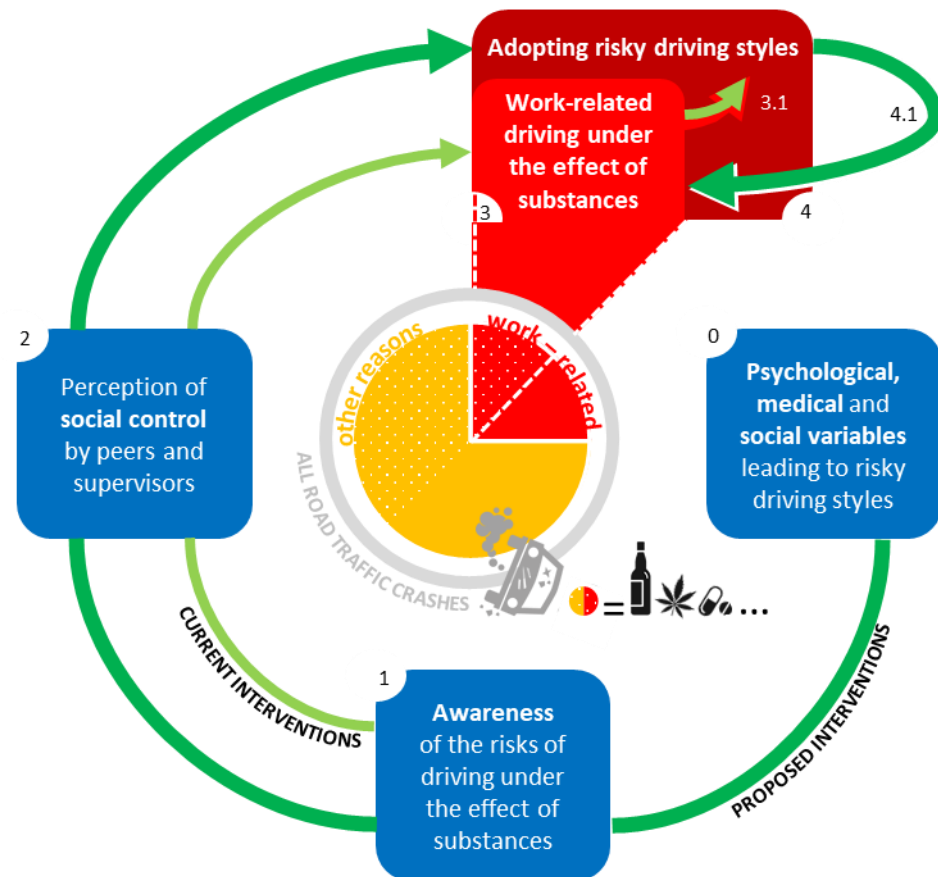 Adopting risky driving styles
Work-related
driving under
the effect of
substances
3.1
4.1
3
4
2
Perception of
social control
by peers and
supervisors
0
Psychological,
medical and
social variables
leading to risky
driving styles
other reasons
work – related
ALL ROAD TRAFFIC CRASHES
= ...
CURRENT INTERVENTIONS
PROPOSED INTERVENTIONS
1
Awareness
of the risks of
driving under
the effect of
substances